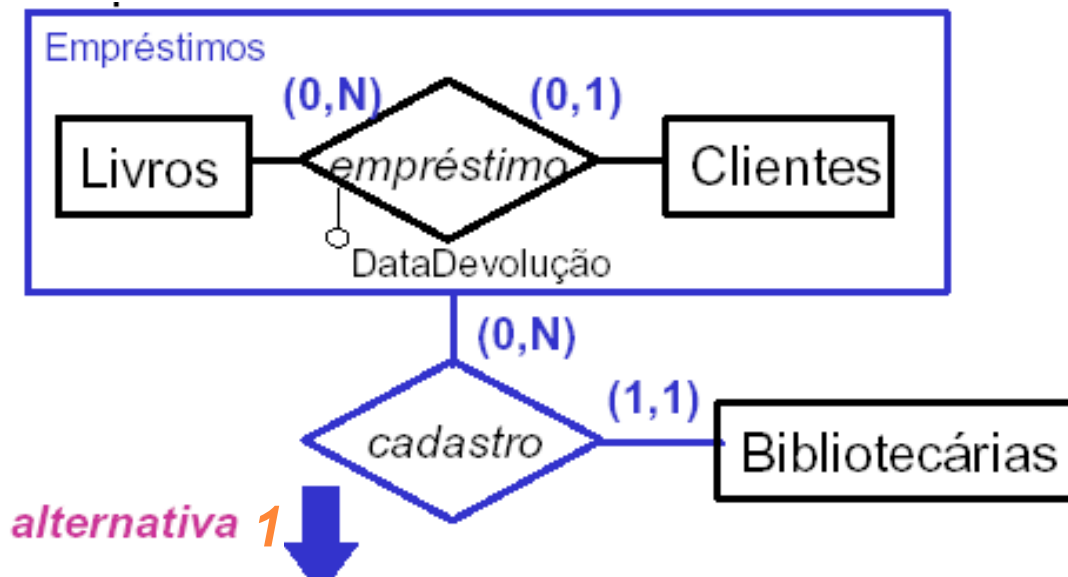 Empréstimos
(0,N) (0,1)
Livros empréstimo Clientes
DataDevolução
(0,N)
(1,1)
cadastro Bibliotecárias
alternativa 1